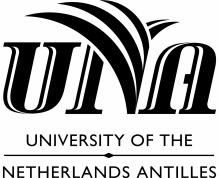 UNA
UNIVERSITY OF THE
NETHERLANDS ANTILLES